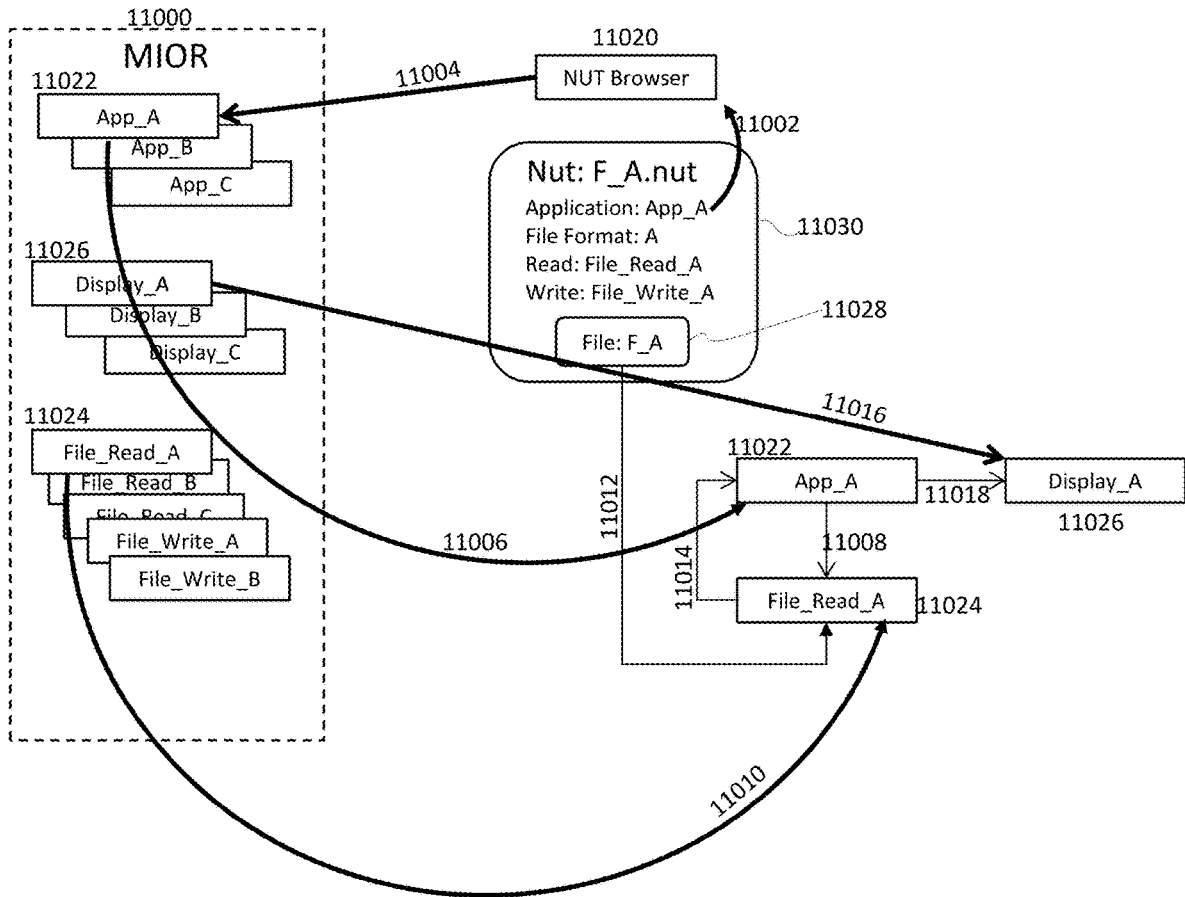 11000
MIOR
11022
App_A
App_B
App_C
11026
Display_A
Display_B
Display_C
11024
File_Read_A
File_Read_B
File_Read_C
File_Write_A
File_Write_B
11004
11020
NUT Browser
11002
Nut: F_A.nut
Application: App_A
File Format: A
Read: File_Read_A
Write: File_Write_A
File: F_A
11030
11028
11016
11012
11022
App_A
11018
Display_A
11026
11006
11014
11008
File_Read_A
11024
11010